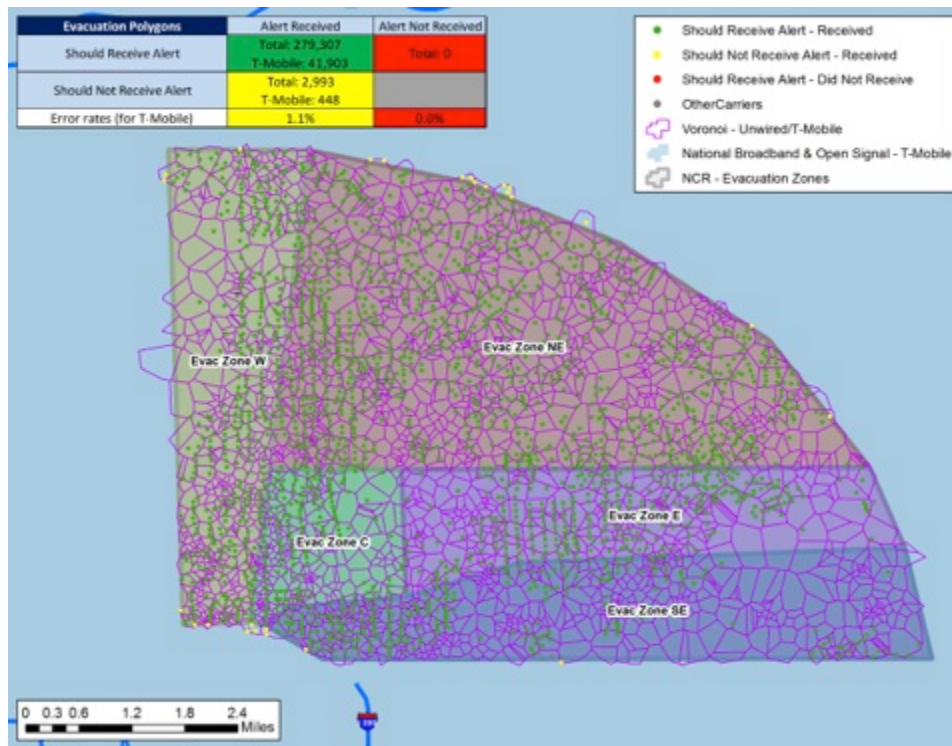 Evacuation Polygons Alert Received Alert Not Received
Should Receive Alert Total: 279,307 Total: 0
T-Mobile: 41,903
Should Not Receive Alert Total: 2,993
T-Mobile: 448
Error rates (for T-Mobile) 1.1% 0.0%
Should Receive Alert - Received
Should Not Receive Alert - Received
Should Receive Alert - Did Not Receive
OtherCarriers
Voronoi - Unwired/T-Mobile
National Broadband & Open Signal - T-Mobile
NCR - Evacuation Zones
Evac Zone NE
Evac Zone W
Evac Zone E
Evac Zone C
Evac Zone SE
0 0.3 0.6 1.2 1.8 2.4
Miles